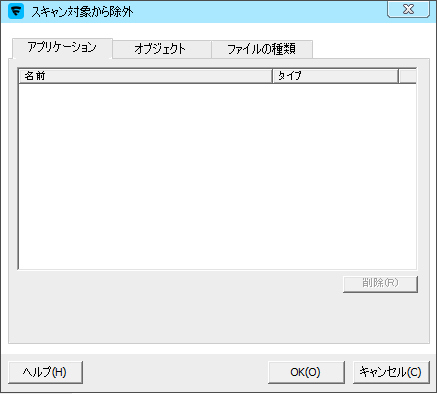 スキャン対象から除外
アプリケーション オブジェクト ファイルの種類
名前 タイプ
削除(R)
ヘルプ(H) OK(O) キャンセル(C)